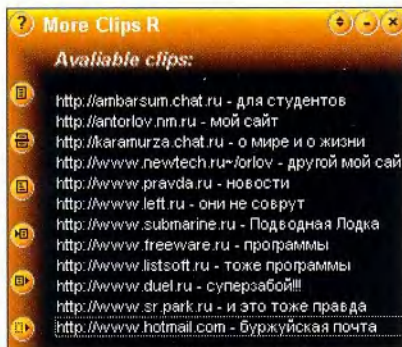 More Clips R
Avaliable clips:
http://ambarsum.chat.ru - для студентов
http://antorlov.nm.ru - мой сайт
http://karamurza.chat.ru - о мире и о жизни
http://www.newtech.ru~/orlov - другой мой сай
http://www.pravda.ru - новости
http://www.left.ru - они не соврут
http://www.submarine.ru - Подводная Лодка
http://www.freeware.ru - программы
http://www.listsoft.ru - тоже программы
http://www.duel.ru - суперзабой!!!
http://www.sr.park.ru - и это тоже правда
http://www.hotmail.com - буржуйская почта